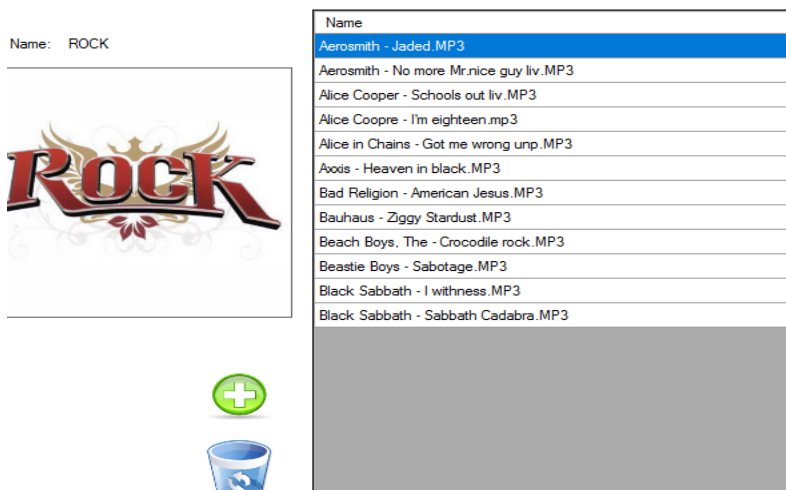 Name: ROCK
ROCK
Name
Aerosmith - Jaded.MP3
Aerosmith - No more Mr.nice guy liv.MP3
Alice Cooper - Schools out liv.MP3
Alice Coopre - I'm eighteen.mp3
Alice in Chains - Got me wrong unp.MP3
Axxis - Heaven in black.MP3
Bad Religion - American Jesus.MP3
Bauhaus - Ziggy Stardust.MP3
Beach Boys, The - Crocodile rock.MP3
Beastie Boys - Sabotage.MP3
Black Sabbath - I withness.MP3
Black Sabbath - Sabbath Cadabra.MP3